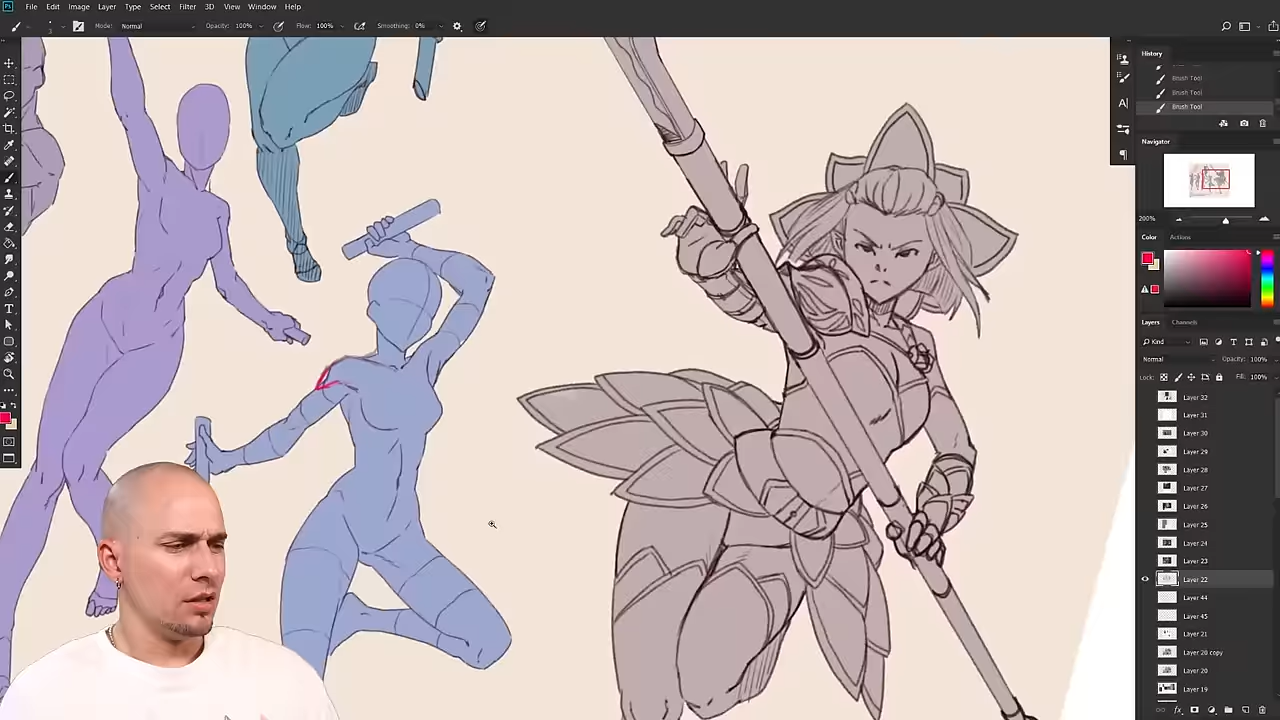 Ps File Edit Image Layer Type Select Filter 3D View Window Help
Mode: Normal Opacity: 100% Flow: 100% Smoothing: 0%
History
Brush Tool
Brush Tool
Brush Tool
Navigator
200%
Color Actions
Layers Channels
Kind
Normal Opacity: 100%
Lock: Fill: 100%
Layer 32
Layer 31
Layer 30
Layer 29
Layer 28
Layer 27
Layer 26
Layer 25
Layer 24
Layer 23
Layer 22
Layer 44
Layer 45
Layer 21
Layer 20 copy
Layer 20
Layer 19